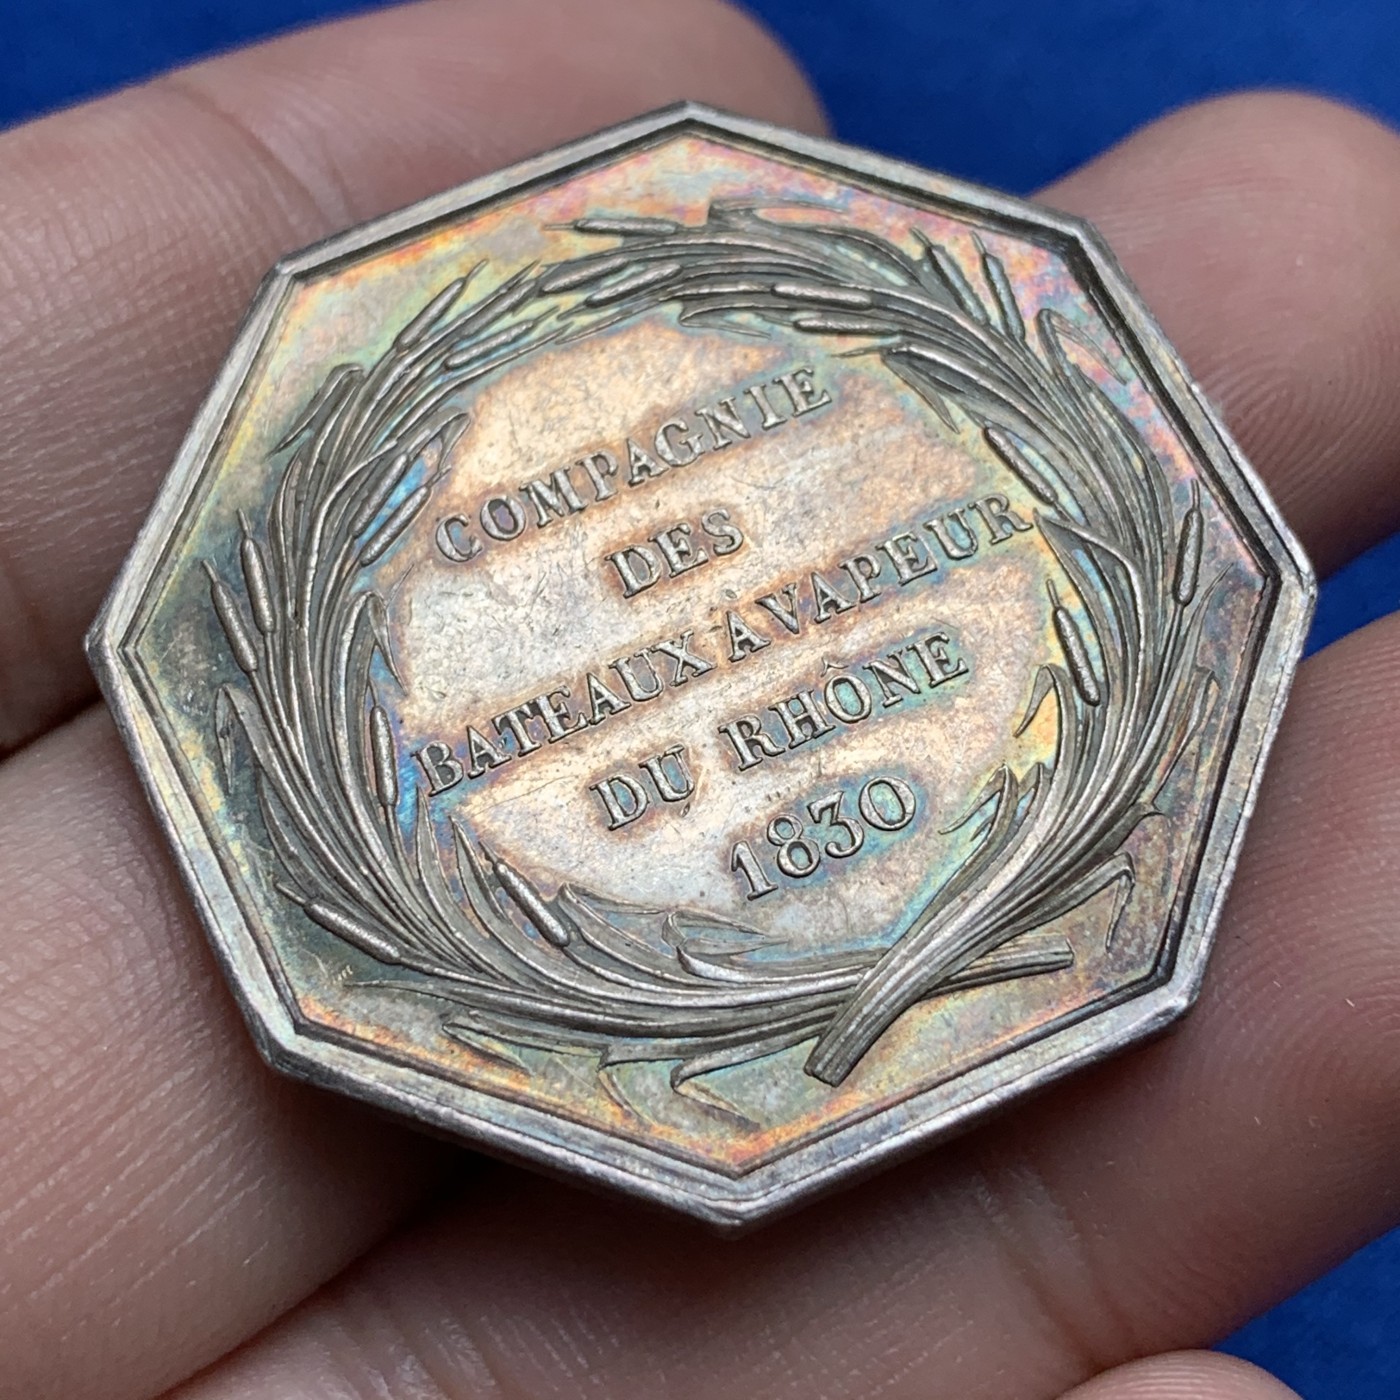 COMPAGNIE
DES
BATEAUX À VAPEUR
DU RHÔNE
1830